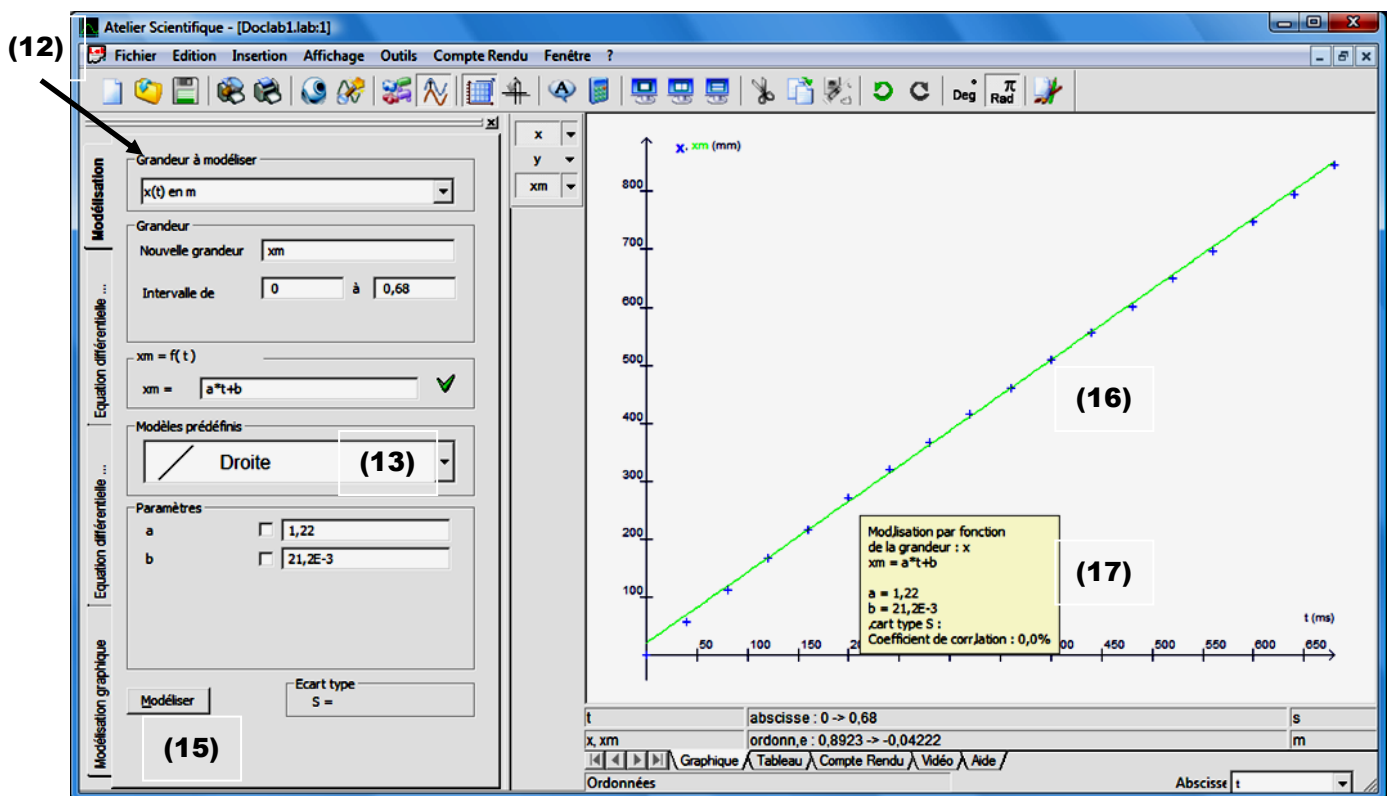 (12)
Atelier Scientifique - [Doclab1.lab:1]
Fichier Edition Insertion Affichage Outils Compte Rendu Fenêtre ?
Deg π Rad
Modélisation
Equation différentielle ...
Equation différentielle ...
Modélisation graphique
Grandeur à modéliser
x(t) en m
Grandeur
Nouvelle grandeur xm
Intervalle de 0 à 0,68
xm = f( t )
xm = a*t+b
Modèles prédéfinis
Droite (13)
Paramètres
a 1,22
b 21,2E-3
Modéliser
Ecart type
S =
(15)
x
y
xm
x, xm (mm)
800
700
600
500
400
300
200
100
(16)
Mod,lisation par fonction
de la grandeur : x
xm = a*t+b
a = 1,22
b = 21,2E-3
,cart type S :
Coefficient de corr,lation : 0,0%
(17)
t (ms)
50 100 150 2 00 450 500 550 600 650
t abscisse : 0 -> 0,68 s
x, xm ordonn,e : 0,8923 -> -0,04222 m
Graphique Tableau Compte Rendu Vidéo Aide
Ordonnées Abscisse t